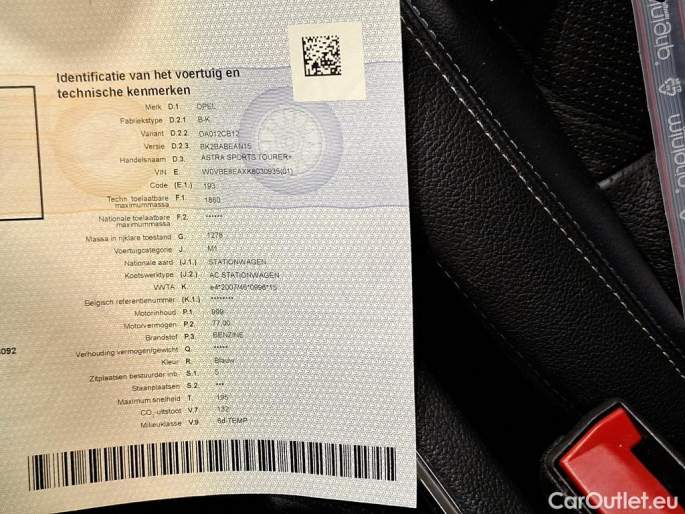 Identificatie van het voertuig en
technische kenmerken
Merk D.1. OPEL
Fabriekstype D.2.1 B-K
Variant D.2.2 DA012CB12
Versie D.2.3. BK2BABEAN15
Handelsnaam D.3. ASTRA SPORTS TOURER+
VIN E. W0VBE8EAXK8030935(01)
Code (E.1.) 193
Techn. toelaatbare F.1. 1860
maximummassa
Nationale toelaatbare F.2. ******
maximummassa
Massa in rijklare toestand G. 1278
Voertuigcategorie J. M1
Nationale aard (J.1.) STATIONWAGEN
Koetswerktype (J.2.) AC STATIONWAGEN
WVTA K. e4*2007/46*0996*15
Belgisch referentienummer (K.1.) ********
Motorinhoud P.1. 999
Motorvermogen P.2. 77,00
Brandstof P.3. BENZINE
Verhouding vermogen/gewicht Q. *****
Kleur R. Blauw
Zitplaatsen bestuurder inb. S.1. 5
Staanplaatsen S.2. ***
Maximum snelheid T. 195
CO₂-uitstoot V.7. 132
Milieuklasse V.9. 6d-TEMP
092
CarOutlet.eu